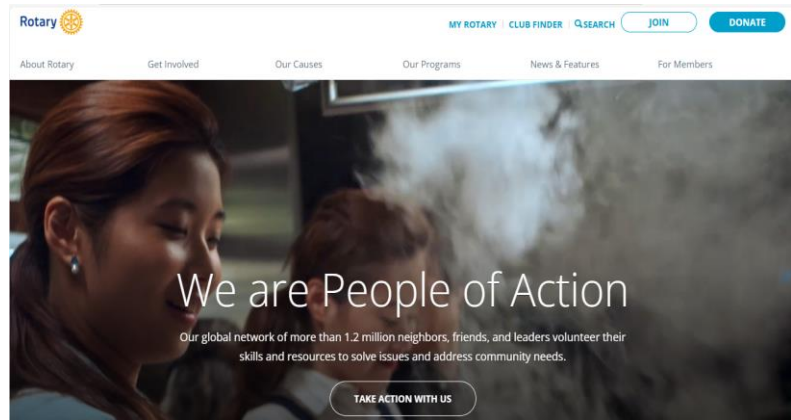 Rotary
MY ROTARY | CLUB FINDER | SEARCH
JOIN
DONATE
About Rotary
Get Involved
Our Causes
Our Programs
News & Features
For Members
We are People of Action
Our global network of more than 1.2 million neighbors, friends, and leaders volunteer their
skills and resources to solve issues and address community needs.
TAKE ACTION WITH US